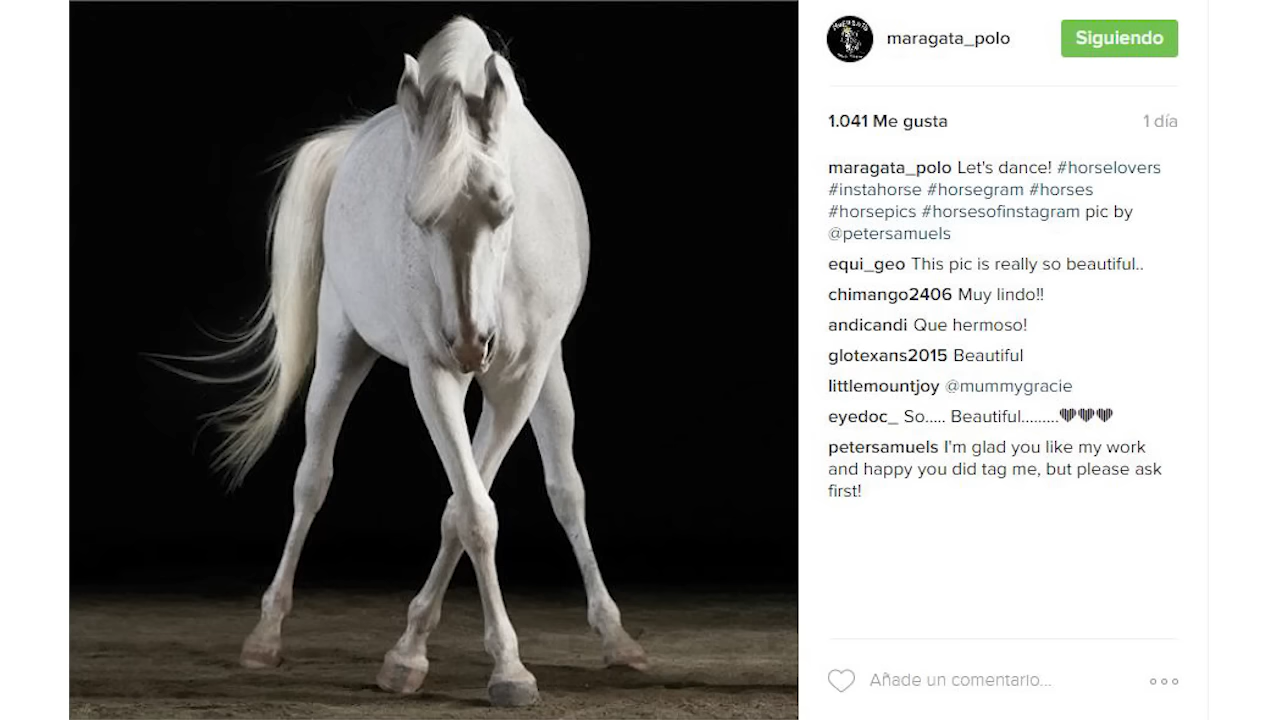 maragata_polo
Siguiendo
1.041 Me gusta
1 día
maragata_polo Let's dance! #horselovers
#instahorse #horsegram #horses
#horsepics #horsesofinstagram pic by
@petersamuels
equi_geo This pic is really so beautiful..
chimango2406 Muy lindo!!
andicandi Que hermoso!
glotexans2015 Beautiful
littlemountjoy @mummygracie
eyedoc_ So..... Beautiful.........♥♥♥
petersamuels I'm glad you like my work
and happy you did tag me, but please ask
first!
Añade un comentario...